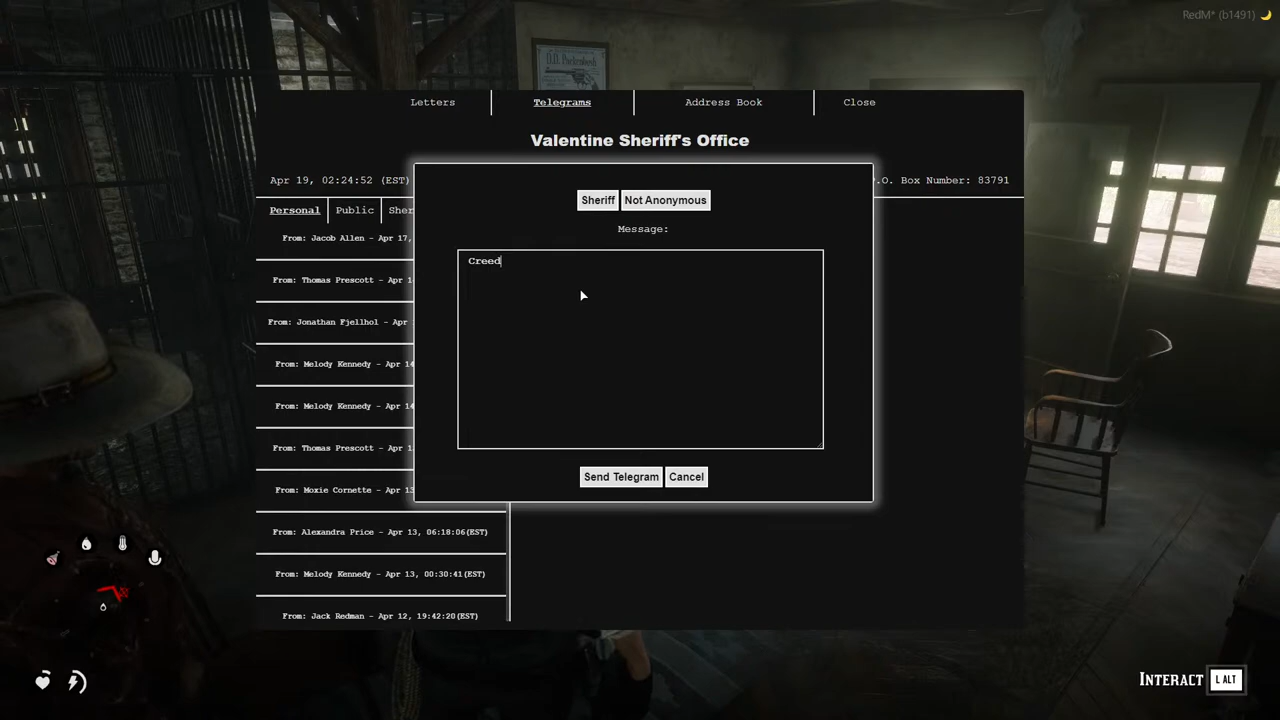 RedM* (b1491)
Letters
Telegrams
Address Book
Close
Valentine Sheriff's Office
Apr 19, 02:24:52 (EST)
P.O. Box Number: 83791
Sheriff
Not Anonymous
Personal
Public
Message:
From: Jacob Allen - Apr 17,
Creed
From: Thomas Prescott - Apr
From: Jonathan Fjellhol - Apr
From: Melody Kennedy - Apr 14
From: Melody Kennedy - Apr 14
From: Thomas Prescott - Apr
Send Telegram
Cancel
From: Moxie Cornette - Apr 13
From: Alexandra Price - Apr 13, 06:18:06(EST)
From: Melody Kennedy - Apr 13, 00:30:41(EST)
From: Jack Redman - Apr 12, 19:42:20(EST)
INTERACT
L ALT